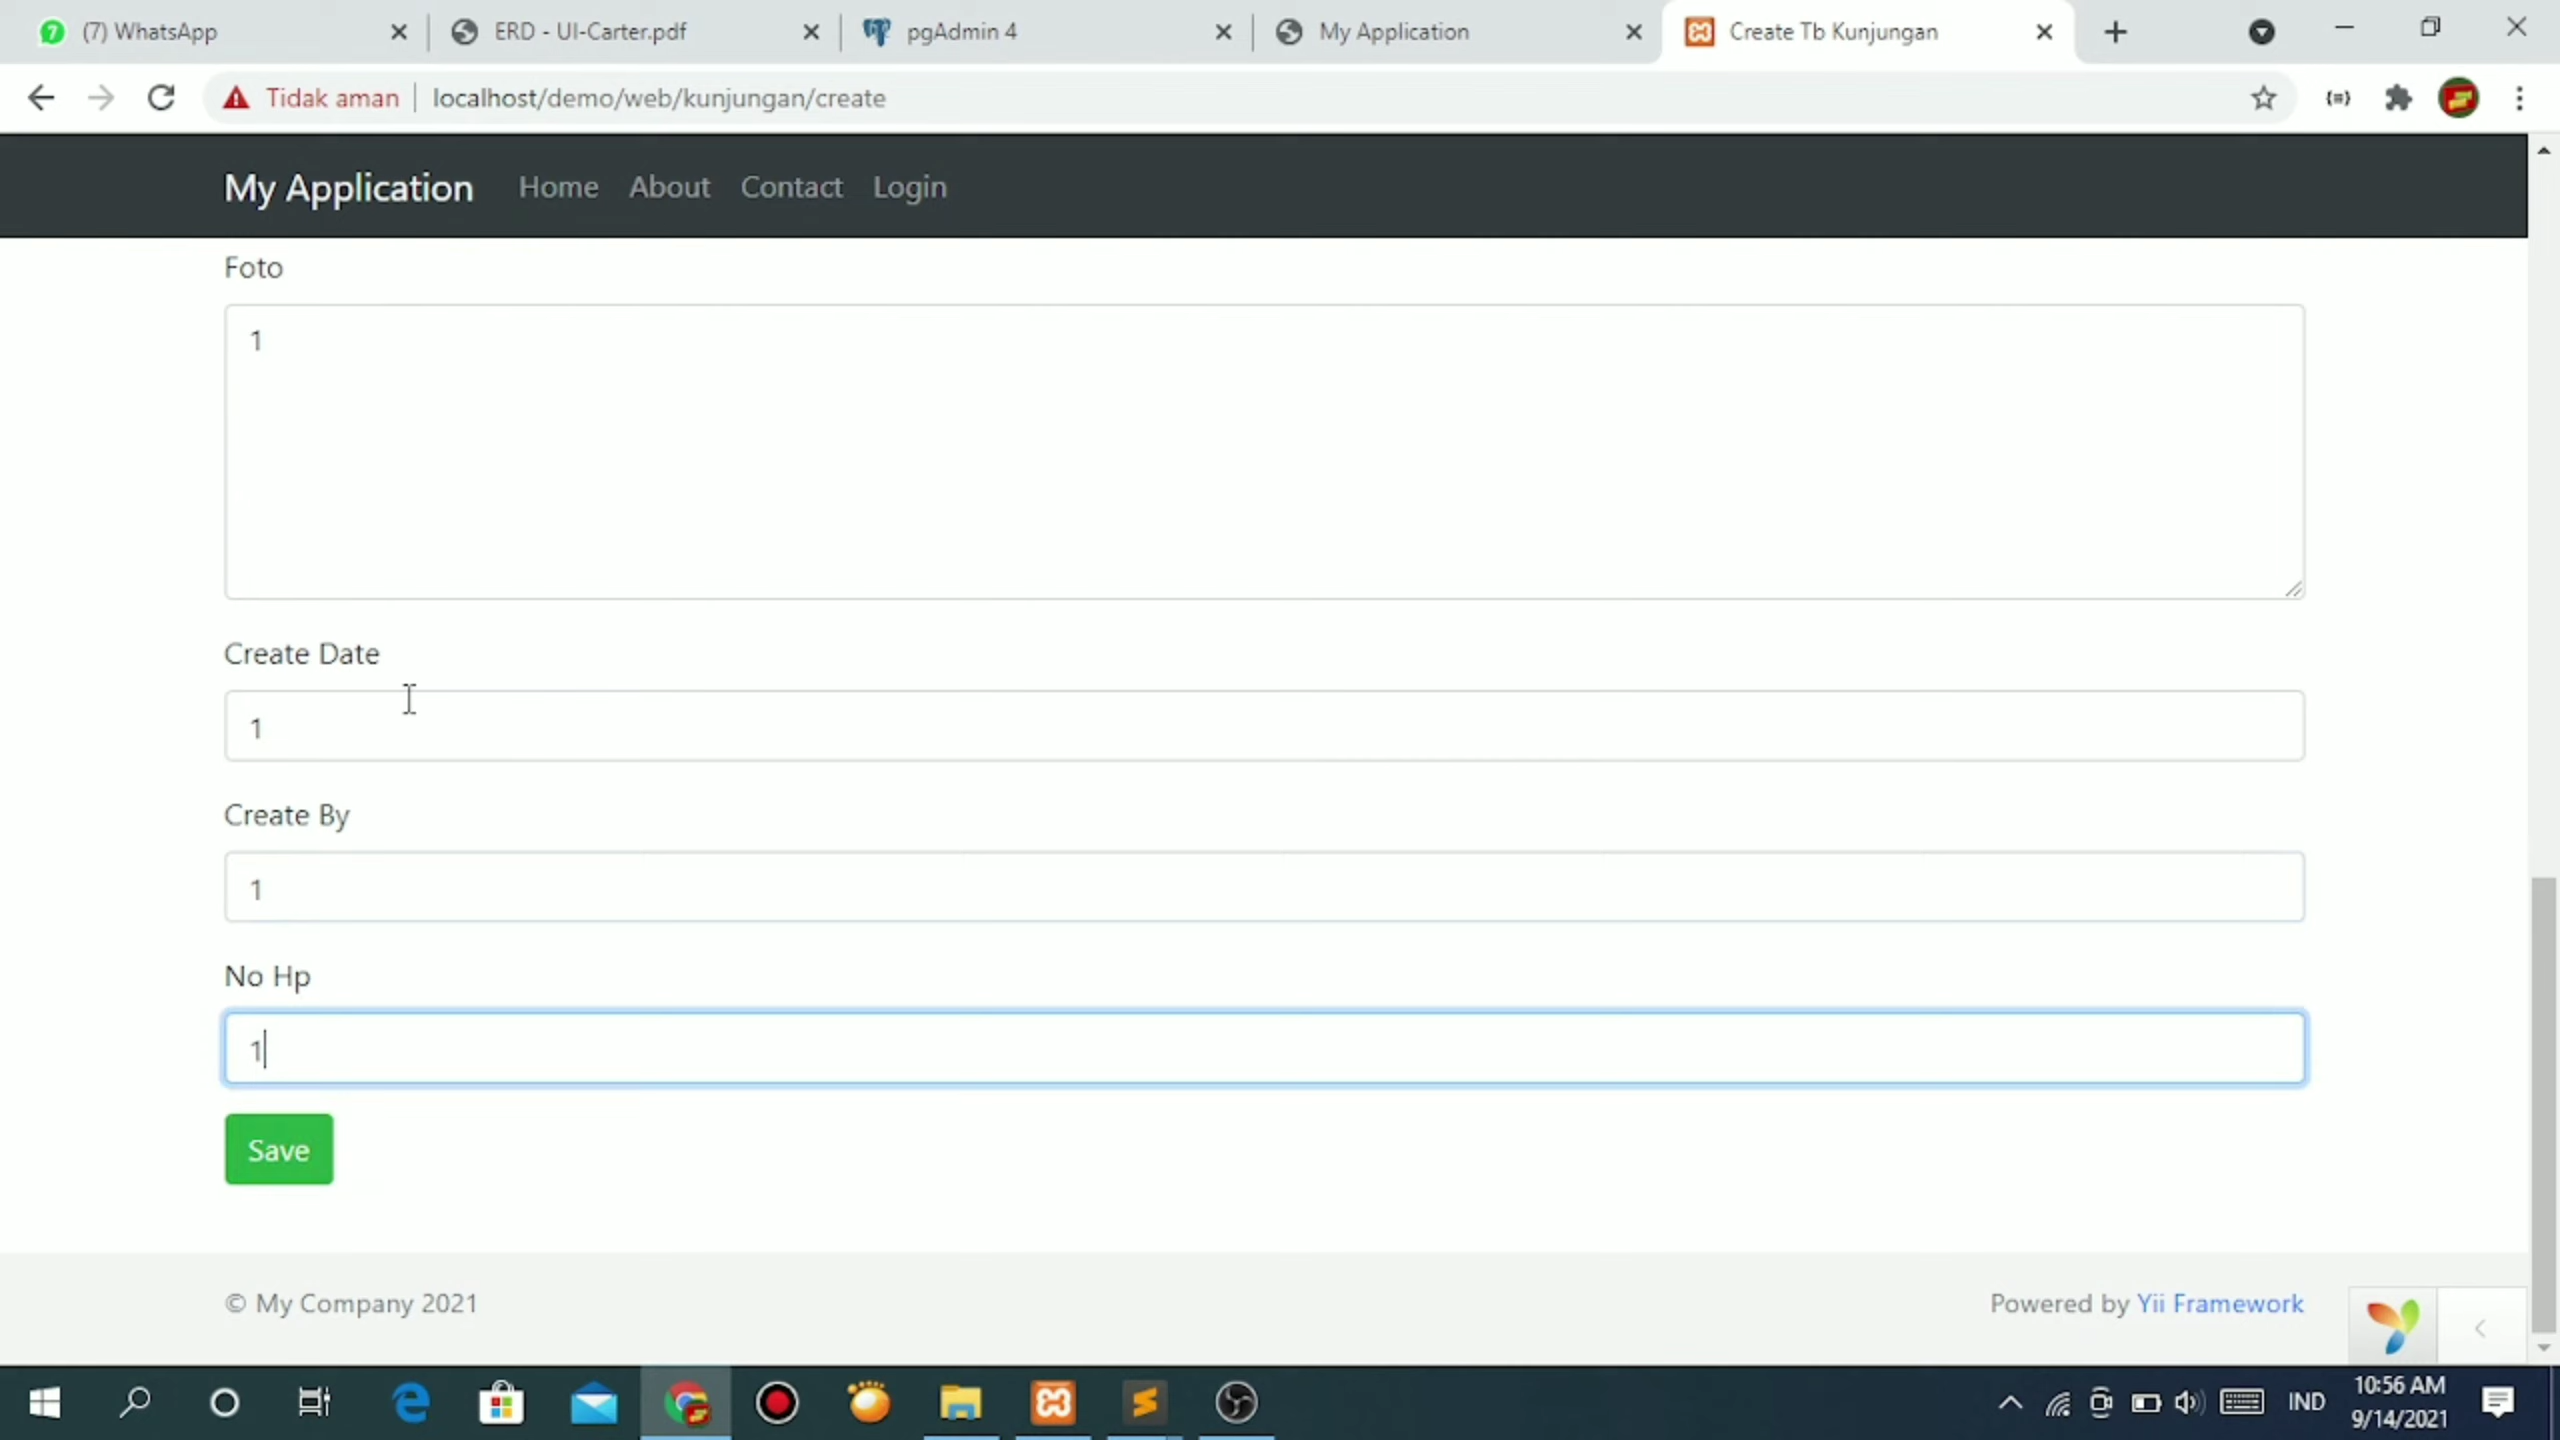 (7) WhatsApp
ERD - UI-Carter.pdf
pgAdmin 4
My Application
Create Tb Kunjungan
Tidak aman
localhost/demo/web/kunjungan/create
My Application
Home
About
Contact
Login
Foto
1
Create Date
1
Create By
1
No Hp
1
Save
© My Company 2021
Powered by Yii Framework
IND
10:56 AM
9/14/2021